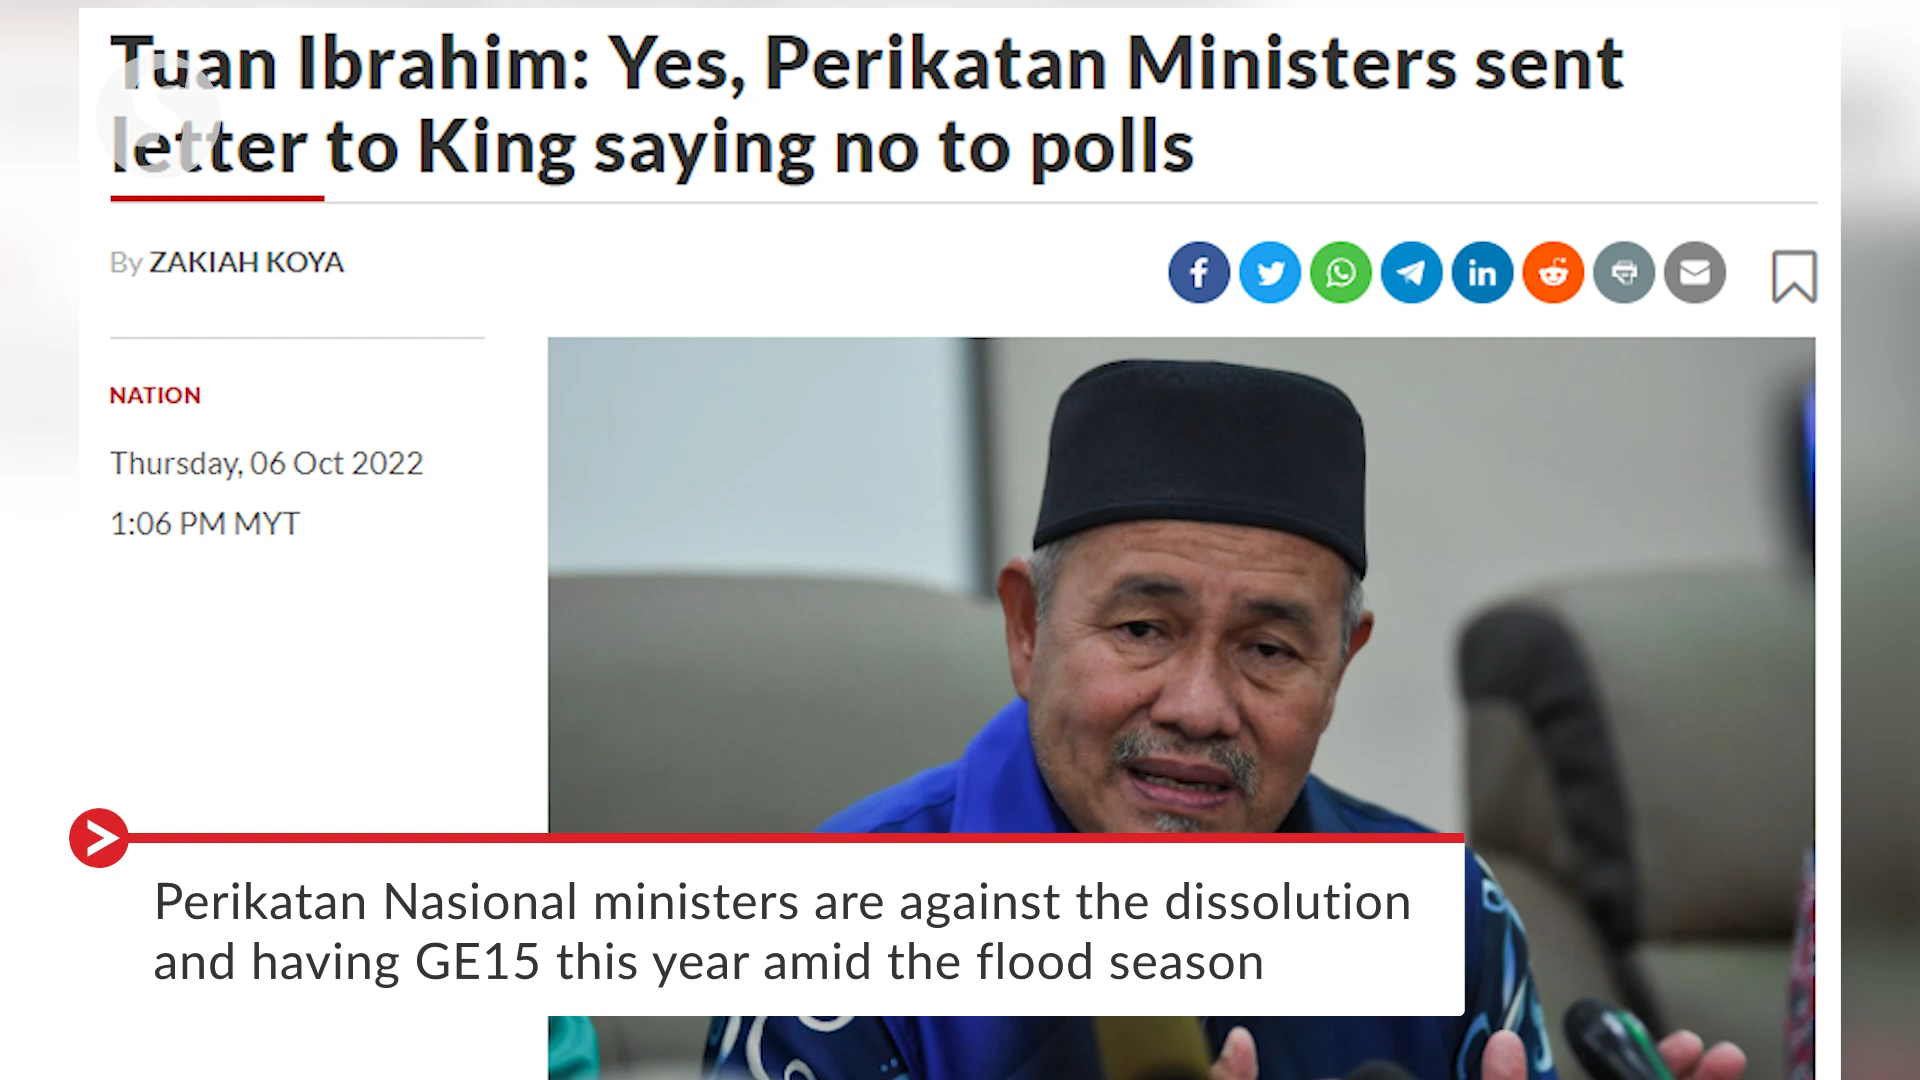 Tuan Ibrahim: Yes, Perikatan Ministers sent
letter to King saying no to polls
By ZAKIAH KOYA
NATION
Thursday, 06 Oct 2022
1:06 PM MYT
Perikatan Nasional ministers are against the dissolution
and having GE15 this year amid the flood season